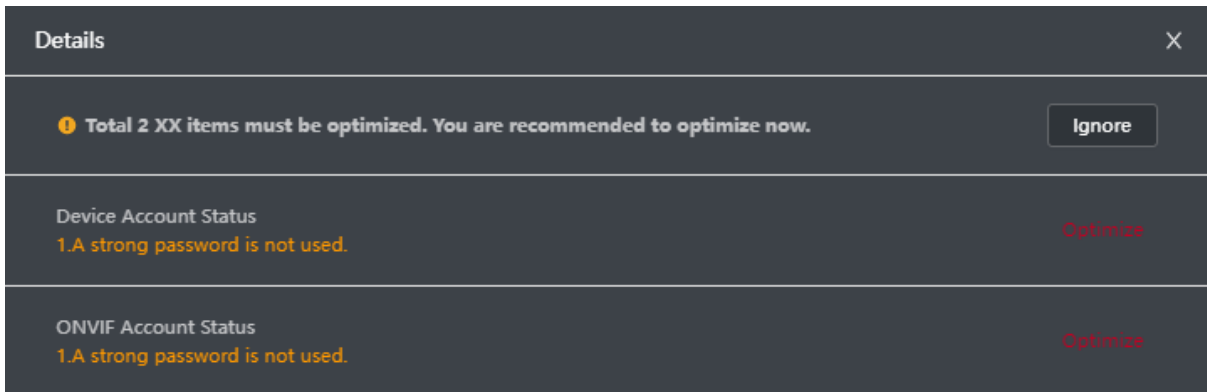 Details
Total 2 XX items must be optimized. You are recommended to optimize now.
Ignore
Device Account Status
1.A strong password is not used.
Optimize
ONVIF Account Status
1.A strong password is not used.
Optimize